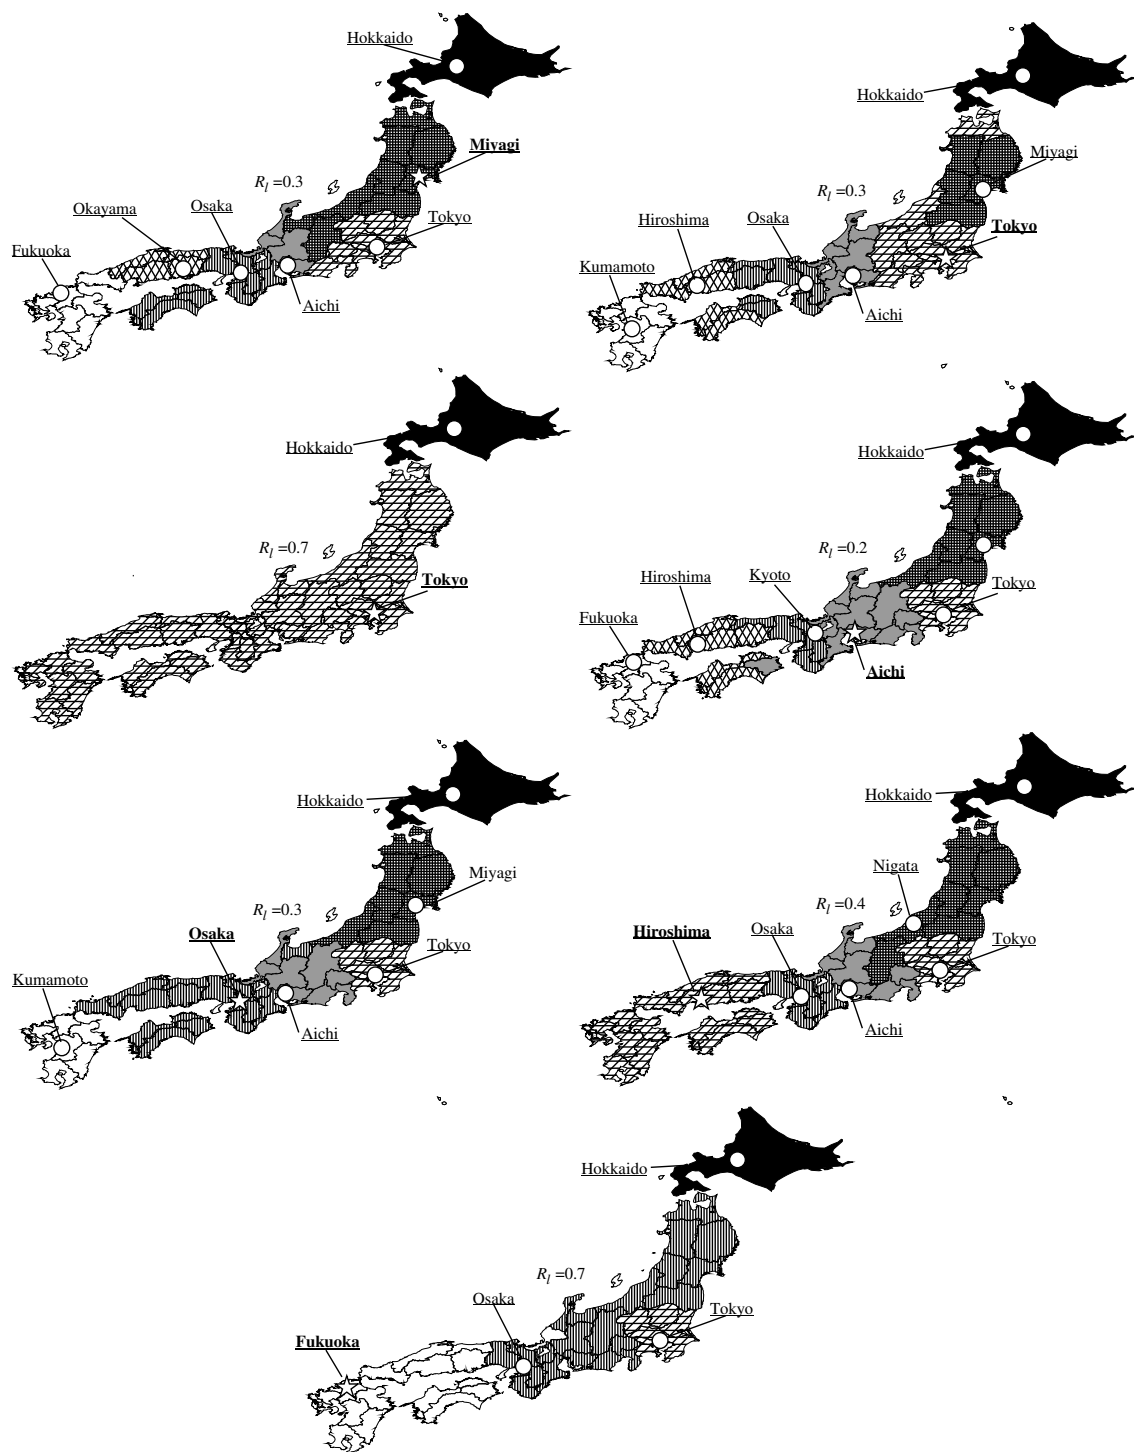 Hokkaido
Miyagi
R_l =0.3
Okayama
Osaka
Tokyo
Fukuoka
Aichi
Hokkaido
Miyagi
R_l =0.3
Hiroshima
Osaka
Tokyo
Kumamoto
Aichi
Hokkaido
R_l =0.7
Tokyo
Hokkaido
R_l =0.2
Hiroshima
Kyoto
Tokyo
Fukuoka
Aichi
Hokkaido
Miyagi
R_l =0.3
Osaka
Tokyo
Kumamoto
Aichi
Hokkaido
Nigata
R_l =0.4
Hiroshima
Osaka
Tokyo
Aichi
Hokkaido
R_l =0.7
Osaka
Tokyo
Fukuoka